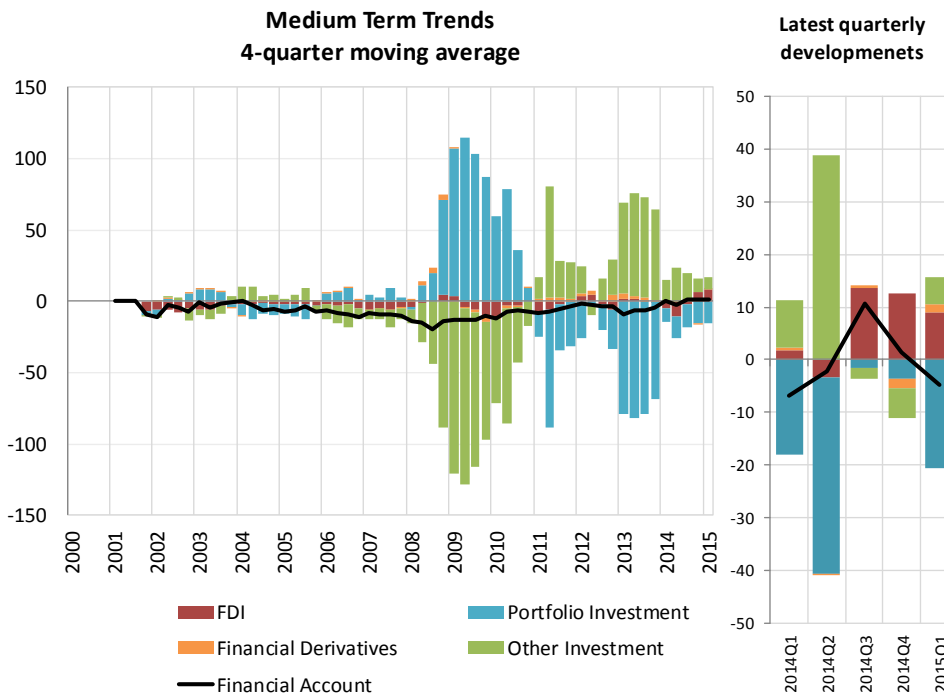 Medium Term Trends
4-quarter moving average
150
100
50
0
-50
-100
-150
2000
2001
2002
2003
2004
2005
2006
2007
2008
2009
2010
2011
2012
2013
2014
2015
FDI
Portfolio Investment
Financial Derivatives
Other Investment
Financial Account
Latest quarterly
developmenets
50
40
30
20
10
0
-10
-20
-30
-40
-50
2014Q1
2014Q2
2014Q3
2014Q4
2015Q1